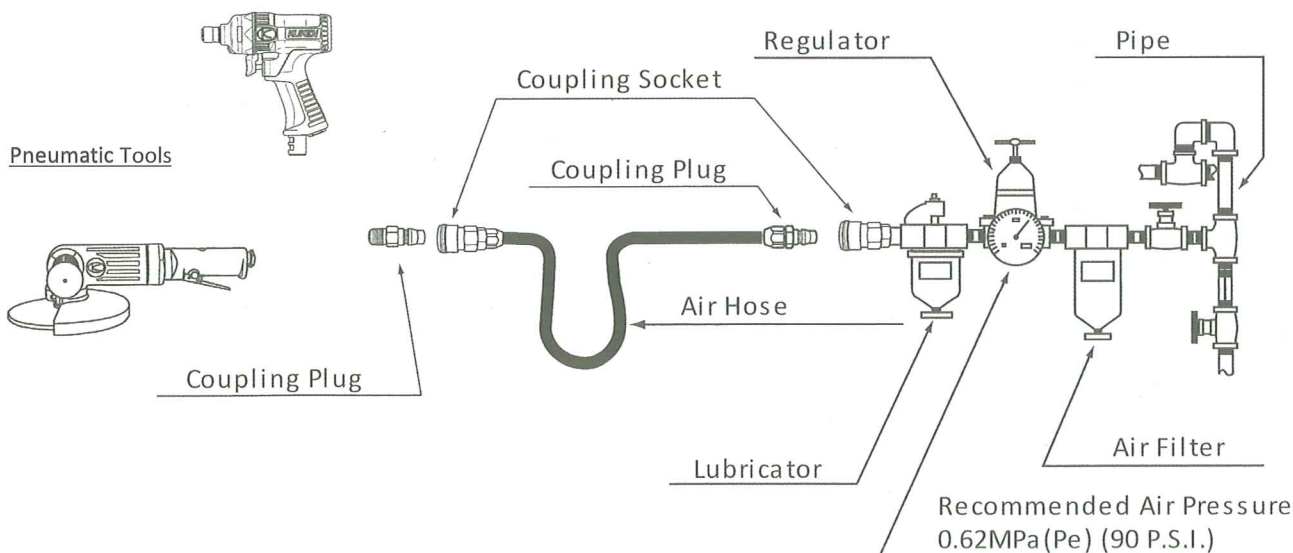 KUKEN
Regulator
Pipe
Coupling Socket
Pneumatic Tools
Coupling Plug
Air Hose
Coupling Plug
Air Filter
Lubricator
Recommended Air Pressure
0.62MPa(Pe) (90 P.S.I.)